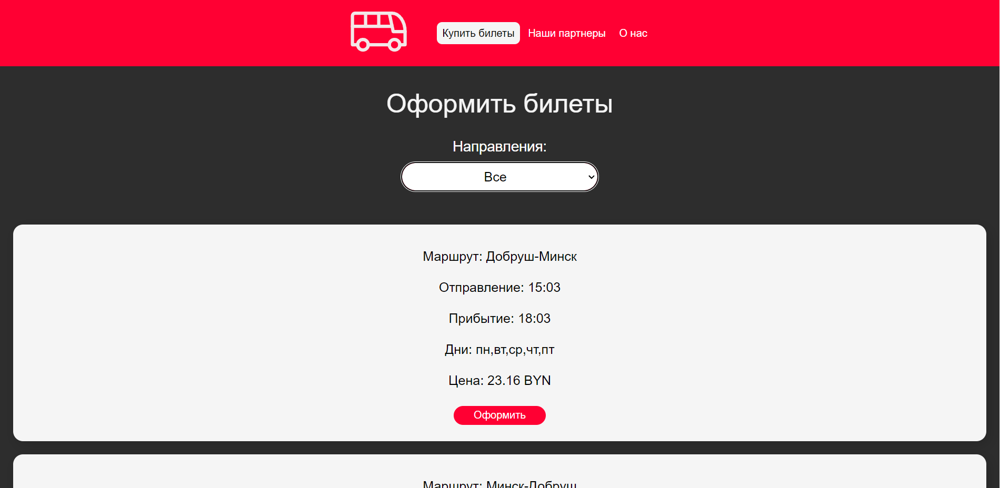 Купить билеты Наши партнеры О нас
Оформить билеты
Направления:
Все
Маршрут: Добруш-Минск
Отправление: 15:03
Прибытие: 18:03
Дни: пн,вт,ср,чт,пт
Цена: 23.16 BYN
Оформить
Маршрут: Минск-Добруш